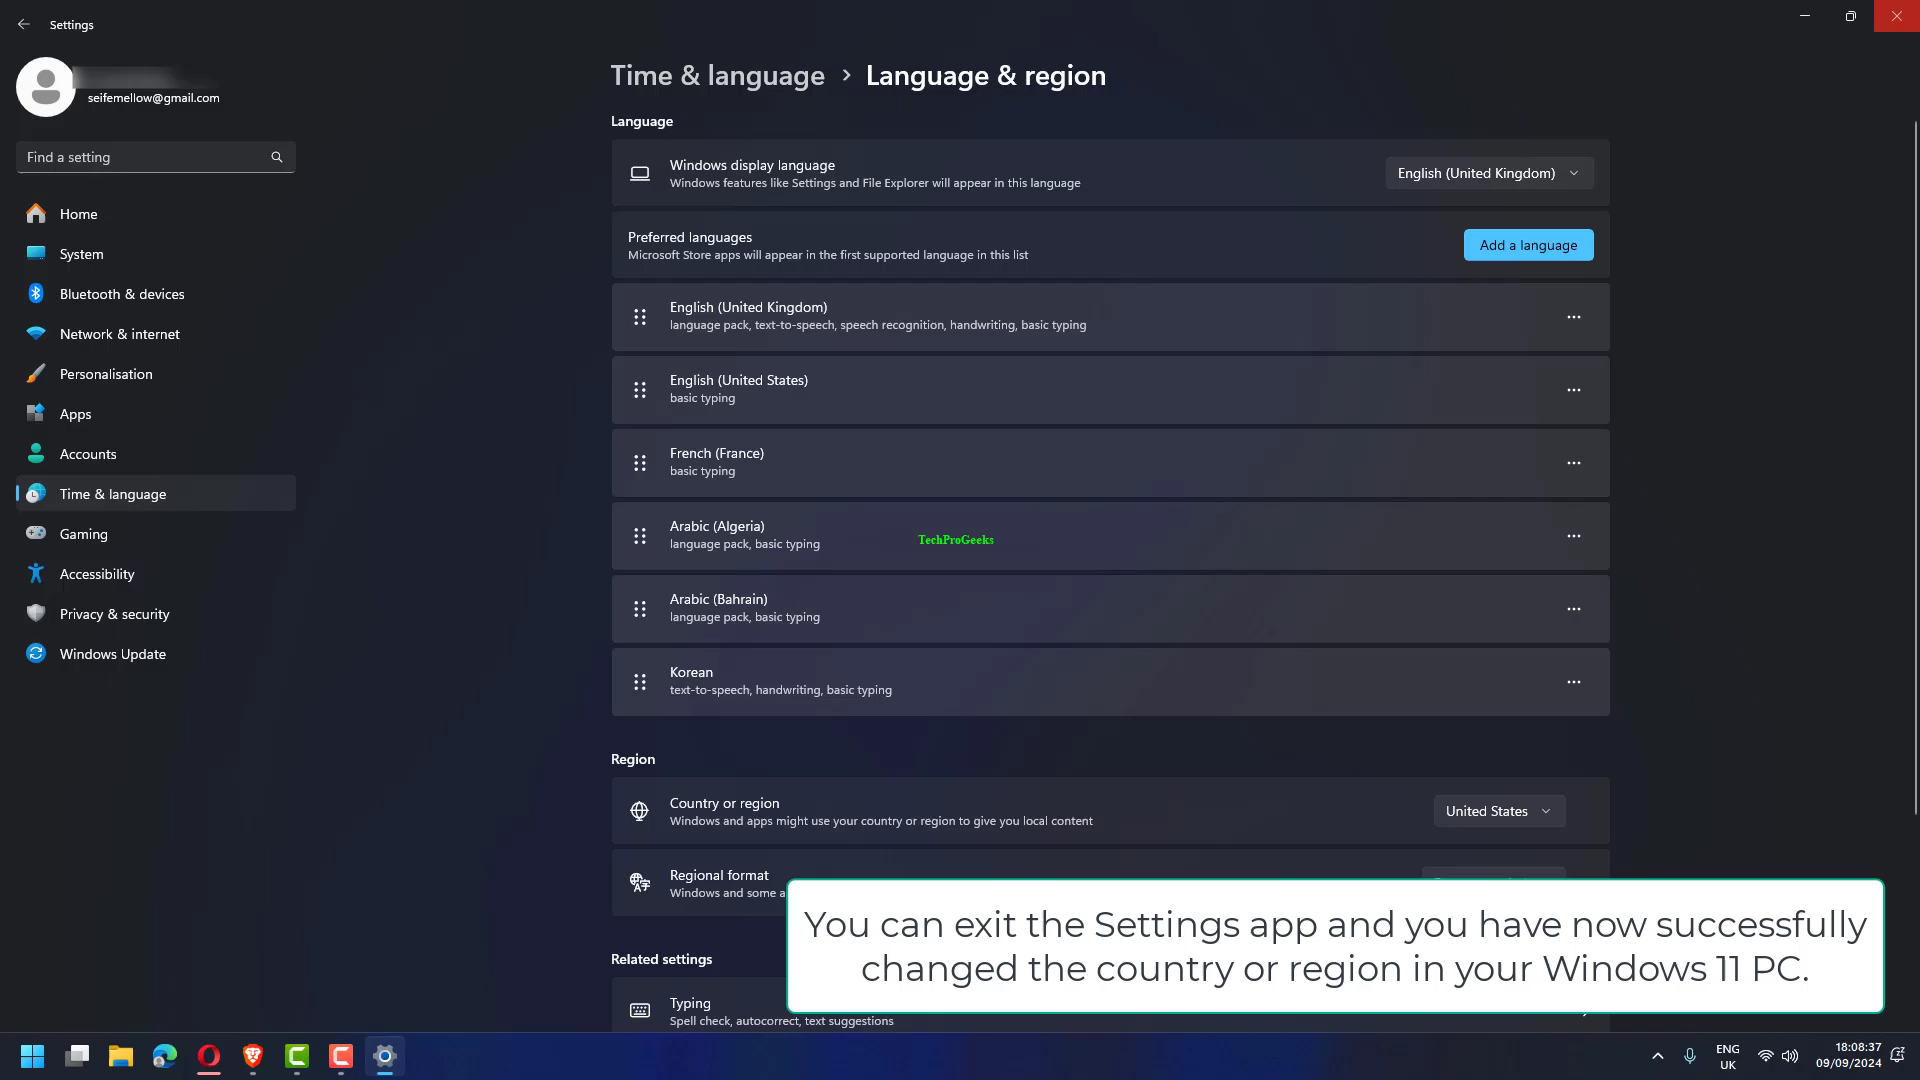 Settings
seifemellow@gmail.com
Find a setting
Home
System
Bluetooth & devices
Network & internet
Personalisation
Apps
Accounts
Time & language
Gaming
Accessibility
Privacy & security
Windows Update
Time & language › Language & region
Language
Windows display language
Windows features like Settings and File Explorer will appear in this language
English (United Kingdom)
Preferred languages
Microsoft Store apps will appear in the first supported language in this list
Add a language
English (United Kingdom)
language pack, text-to-speech, speech recognition, handwriting, basic typing
English (United States)
basic typing
French (France)
basic typing
Arabic (Algeria)
language pack, basic typing
TechProGeeks
Arabic (Bahrain)
language pack, basic typing
Korean
text-to-speech, handwriting, basic typing
Region
Country or region
Windows and apps might use your country or region to give you local content
United States
Regional format
Windows and some a
You can exit the Settings app and you have now successfully
changed the country or region in your Windows 11 PC.
Related settings
Typing
Spell check, autocorrect, text suggestions
ENG
UK
18:08:37
09/09/2024